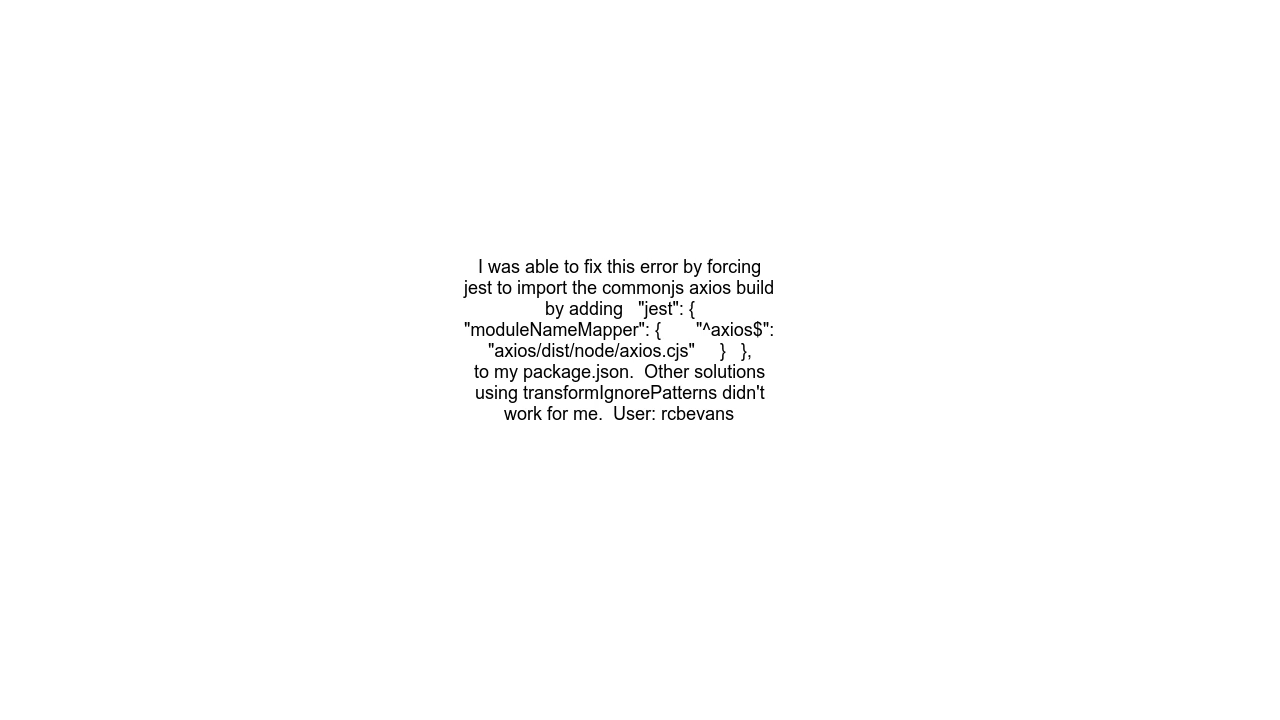 I was able to fix this error by forcing
jest to import the commonjs axios build
by adding   "jest": {
"moduleNameMapper": {       "^axios$":
"axios/dist/node/axios.cjs"     }   },
to my package.json.  Other solutions
using transformIgnorePatterns didn't
work for me.  User: rcbevans